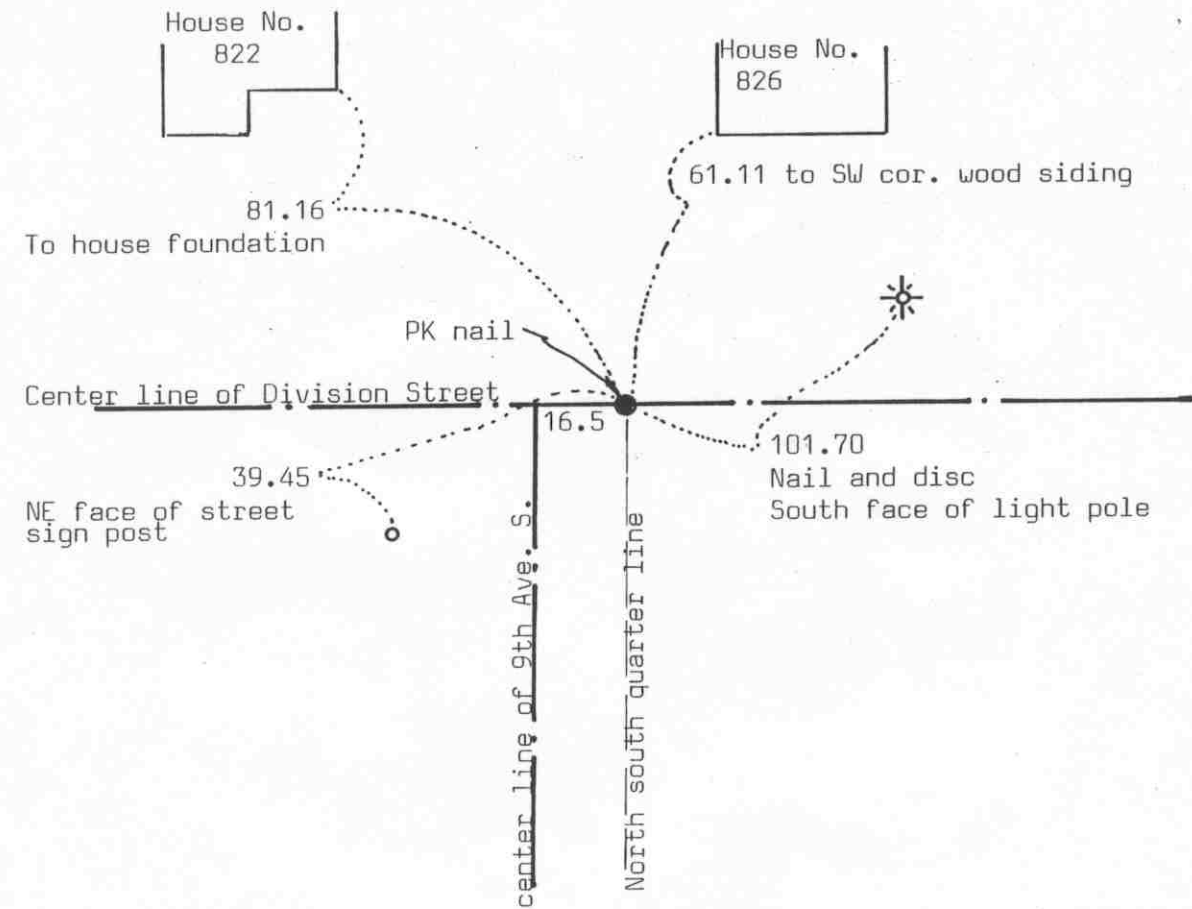 House No.
822
House No.
826
61.11 to SW cor. wood siding
81.16
To house foundation
PK nail
Center line of Division Street
16.5
101.70
Nail and disc
South face of light pole
39.45
NE face of street
sign post
center line of 9th Ave. S.
North south quarter line